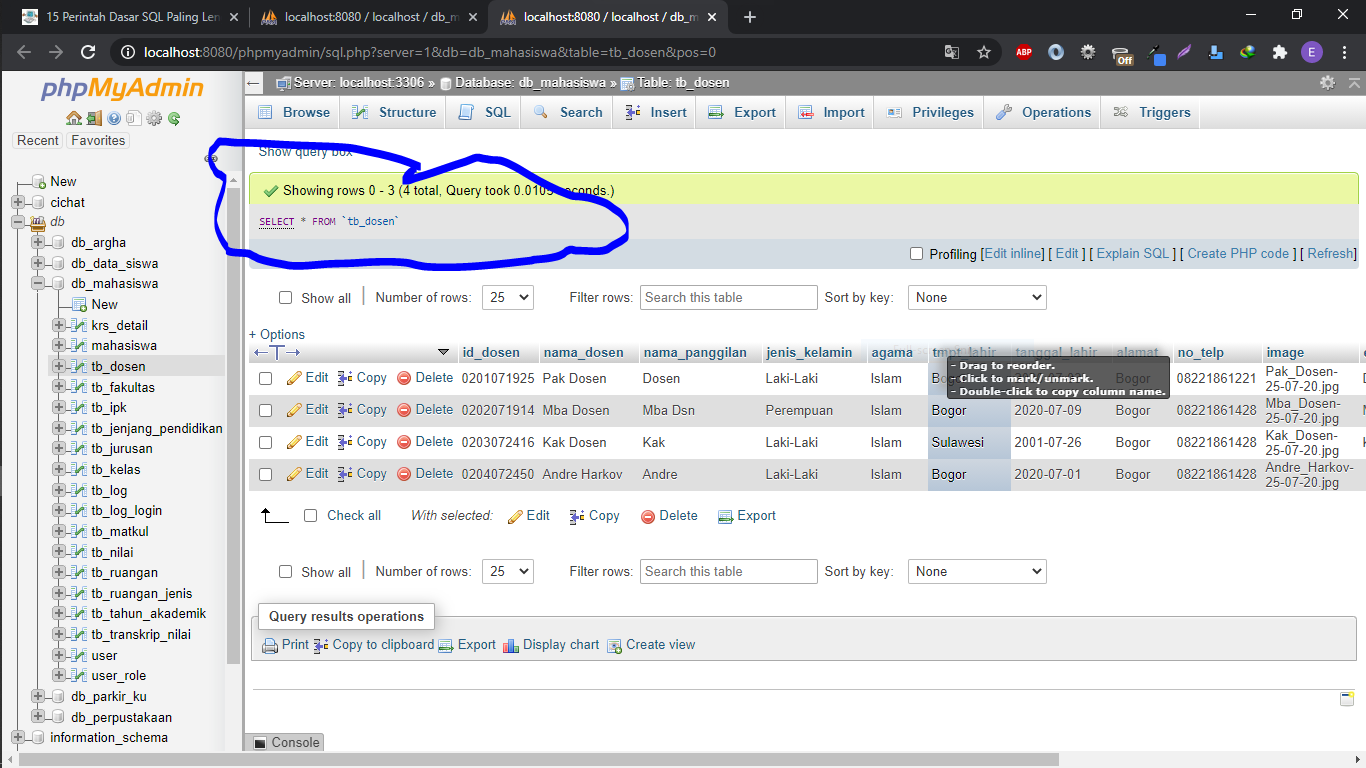 15 Perintah Dasar SQL Paling Len
localhost:8080 / localhost / db_m
localhost:8080 / localhost / db_m
localhost:8080/phpmyadmin/sql.php?server=1&db=db_mahasiswa&table=tb_dosen&pos=0
ABP
Off
E
phpMyAdmin
Recent
Favorites
New
cichat
db
db_argha
db_data_siswa
db_mahasiswa
New
krs_detail
mahasiswa
tb_dosen
tb_fakultas
tb_ipk
tb_jenjang_pendidikan
tb_jurusan
tb_kelas
tb_log
tb_log_login
tb_matkul
tb_nilai
tb_ruangan
tb_ruangan_jenis
tb_tahun_akademik
tb_transkrip_nilai
user
user_role
db_parkir_ku
db_perpustakaan
information_schema
Server: localhost:3306 » Database: db_mahasiswa » Table: tb_dosen
Browse Structure SQL Search Insert Export Import Privileges Operations Triggers
Show query box
Showing rows 0 - 3 (4 total, Query took 0.0105 seconds.)
SELECT * FROM `tb_dosen`
Profiling [Edit inline] [ Edit ] [ Explain SQL ] [ Create PHP code ] [ Refresh]
Show all | Number of rows: 25 Filter rows: Search this table Sort by key: None
+ Options
id_dosen nama_dosen nama_panggilan jenis_kelamin agama tmpt_lahir tanggal_lahir alamat no_telp image
- Drag to reorder.
- Click to mark/unmark.
- Double-click to copy column name.
Edit Copy Delete 0201071925 Pak Dosen Dosen Laki-Laki Islam Bogor 08221861221 Pak_Dosen-25-07-20.jpg
Edit Copy Delete 0202071914 Mba Dosen Mba Dsn Perempuan Islam Bogor 2020-07-09 Bogor 08221861428 Mba_Dosen-25-07-20.jpg
Edit Copy Delete 0203072416 Kak Dosen Kak Laki-Laki Islam Sulawesi 2001-07-26 Bogor 08221861428 Kak_Dosen-25-07-20.jpg
Edit Copy Delete 0204072450 Andre Harkov Andre Laki-Laki Islam Bogor 2020-07-01 Bogor 08221861428 Andre_Harkov-25-07-20.jpg
Check all With selected: Edit Copy Delete Export
Show all | Number of rows: 25 Filter rows: Search this table Sort by key: None
Query results operations
Print Copy to clipboard Export Display chart Create view
Console